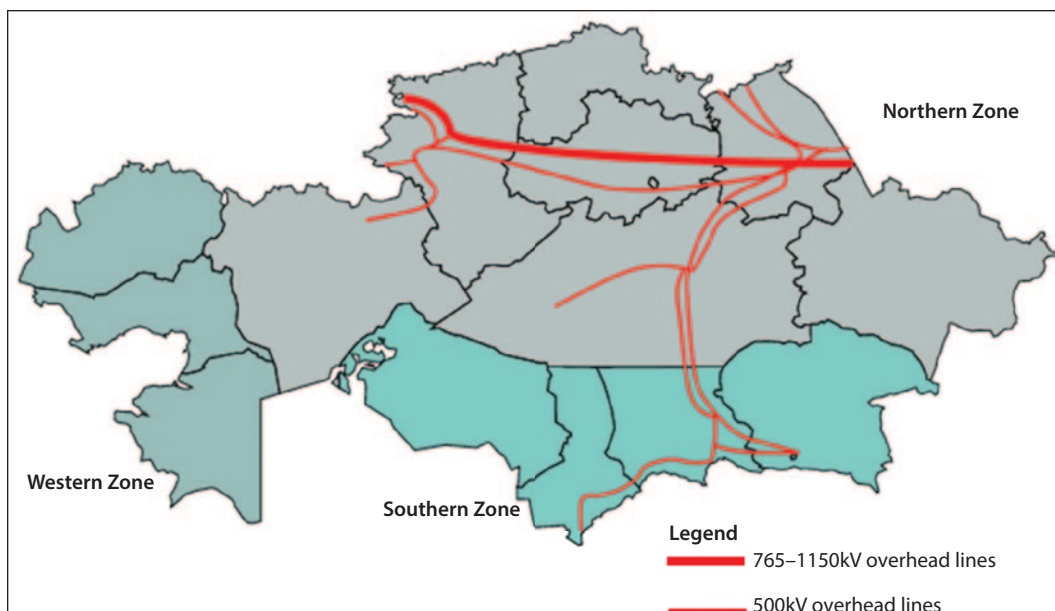 Northern Zone
Western Zone
Southern Zone
Legend
765–1150kV overhead lines
500kV overhead lines